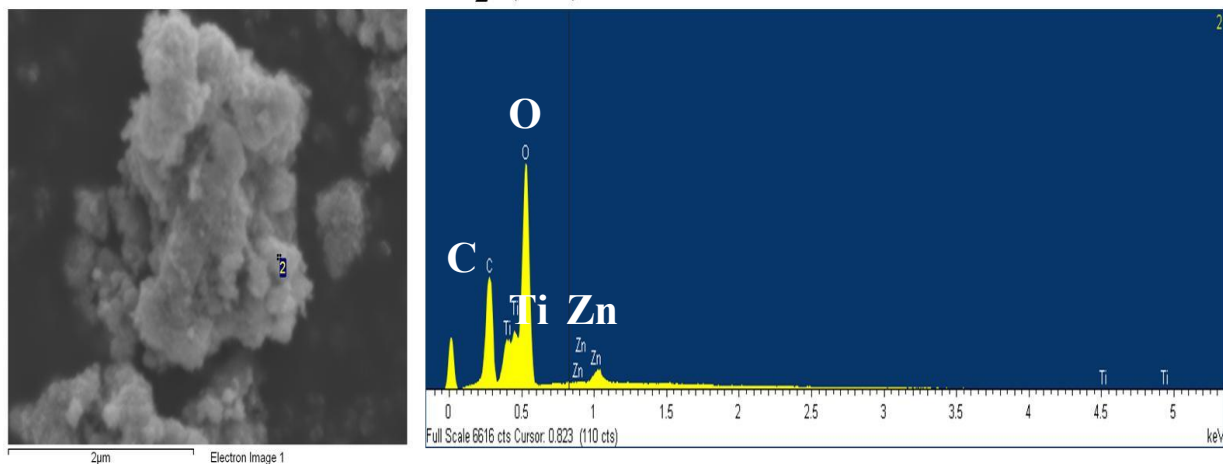 2
2µm
Electron Image 1
2
O
O
C
C
Ti Zn
Ti
Ti
Zn
Zn
Zn
Ti
Ti
0 0.5 1 1.5 2 2.5 3 3.5 4 4.5 5
Full Scale 6616 cts Cursor: 0.823 (110 cts)
keV